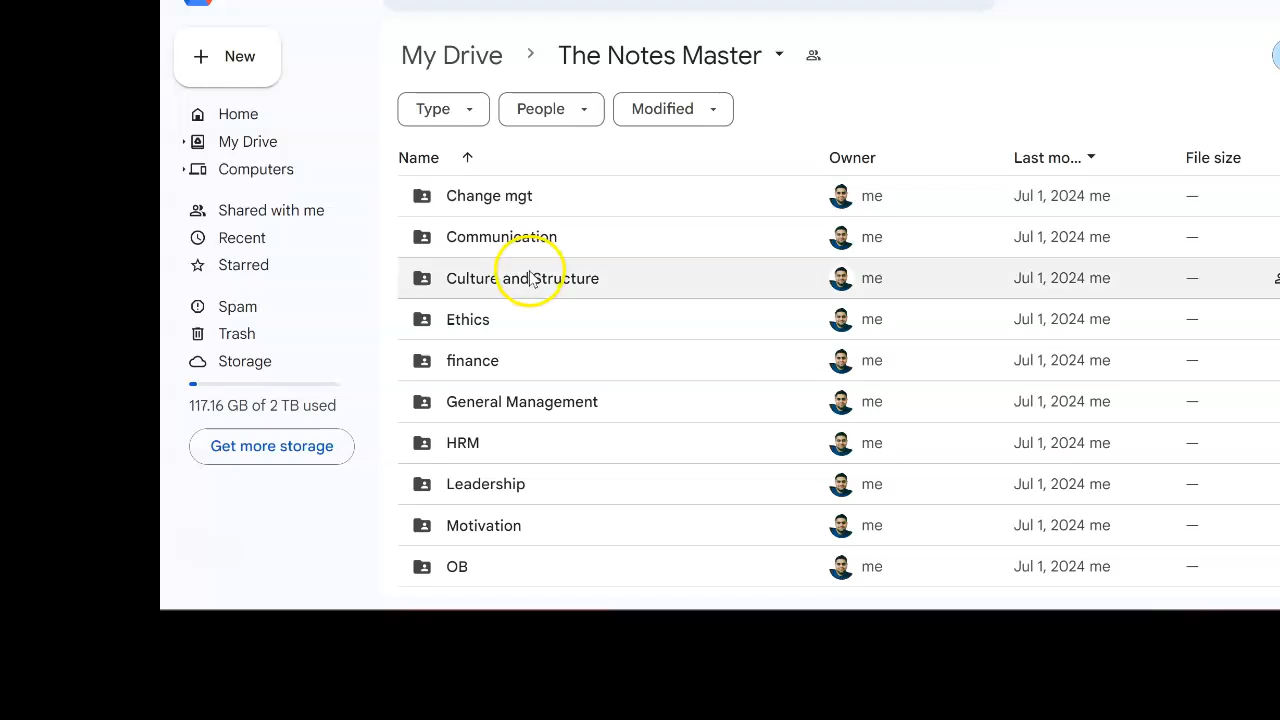 New
Home
My Drive
Computers
Shared with me
Recent
Starred
Spam
Trash
Storage
117.16 GB of 2 TB used
Get more storage
My Drive The Notes Master
Type People Modified
Name Owner Last mo... File size
Change mgt me Jul 1, 2024 me —
Communication me Jul 1, 2024 me —
Culture and Structure me Jul 1, 2024 me —
Ethics me Jul 1, 2024 me —
finance me Jul 1, 2024 me —
General Management me Jul 1, 2024 me —
HRM me Jul 1, 2024 me —
Leadership me Jul 1, 2024 me —
Motivation me Jul 1, 2024 me —
OB me Jul 1, 2024 me —